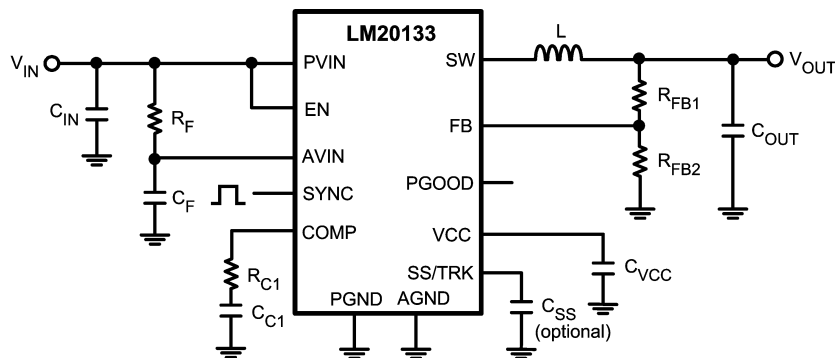 LM20133
V_IN
PVIN
SW
L
V_OUT
C_IN
R_F
EN
FB
R_FB1
C_OUT
AVIN
R_FB2
C_F
SYNC
PGOOD
COMP
VCC
R_C1
SS/TRK
C_VCC
C_C1
PGND
AGND
C_SS
(optional)